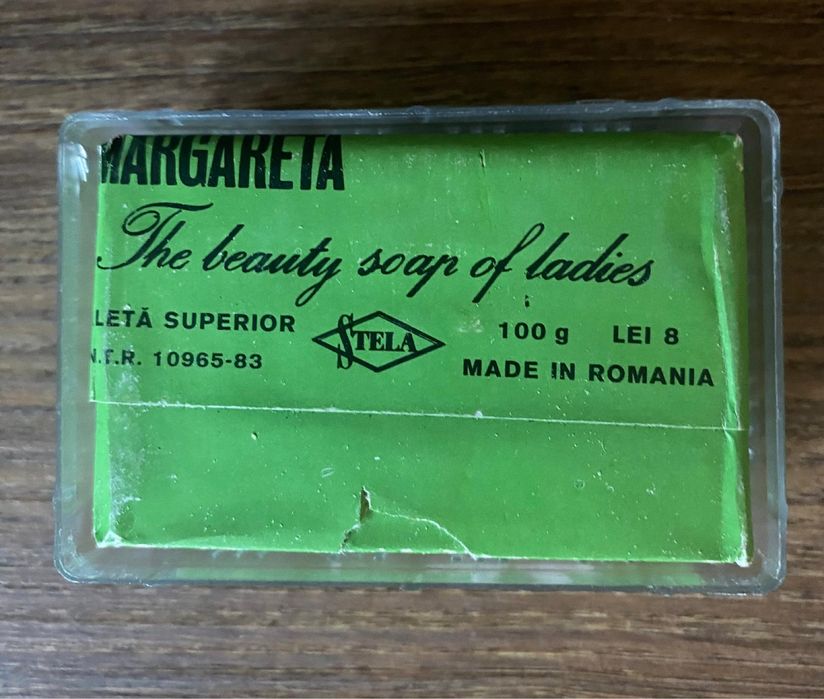 MARGARETA
The beauty soap of ladies
LETĂ SUPERIOR
N.T.R. 10965-83
STELA
100 g LEI 8
MADE IN ROMANIA